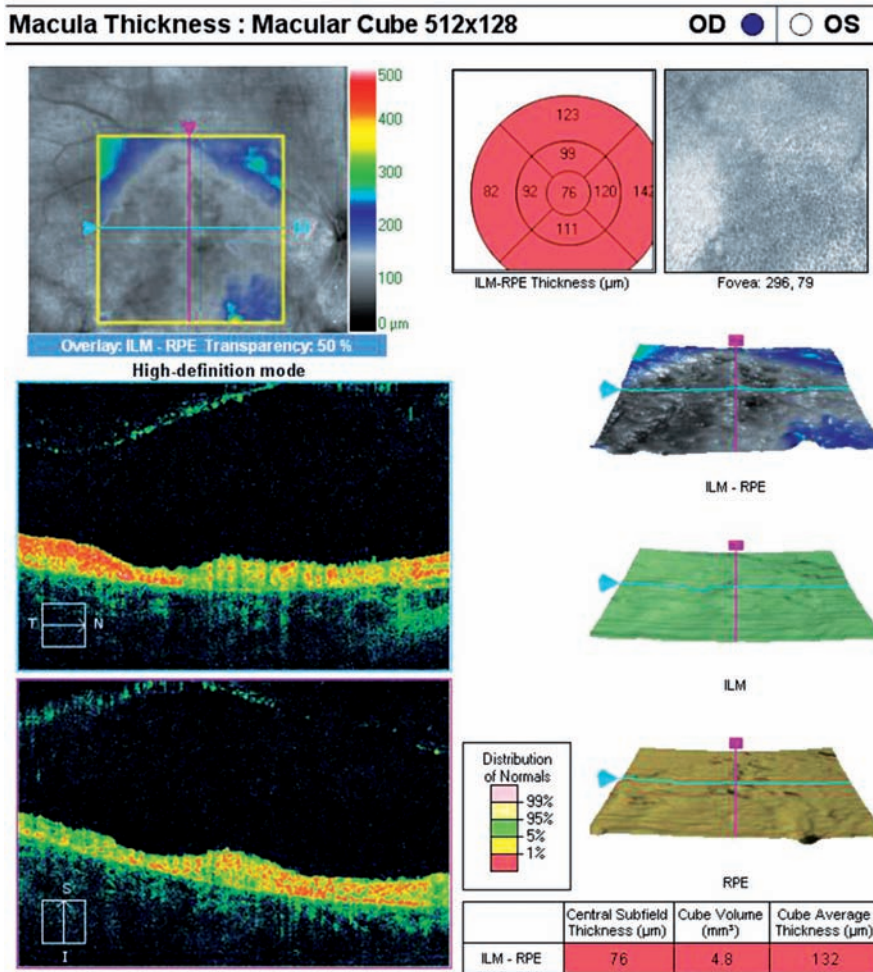 Macula Thickness : Macular Cube 512x128 OD OS
500
400
300
200
100
0 µm
Overlay: ILM - RPE Transparency: 50 %
123
99
82 92 76 120 142
111
ILM-RPE Thickness (µm)
Fovea: 296, 79
High-definition mode
T N
S
I
ILM - RPE
ILM
RPE
Distribution
of Normals
99%
95%
5%
1%
Central Subfield Thickness (µm) Cube Volume (mm³) Cube Average Thickness (µm)
ILM - RPE 76 4.8 132